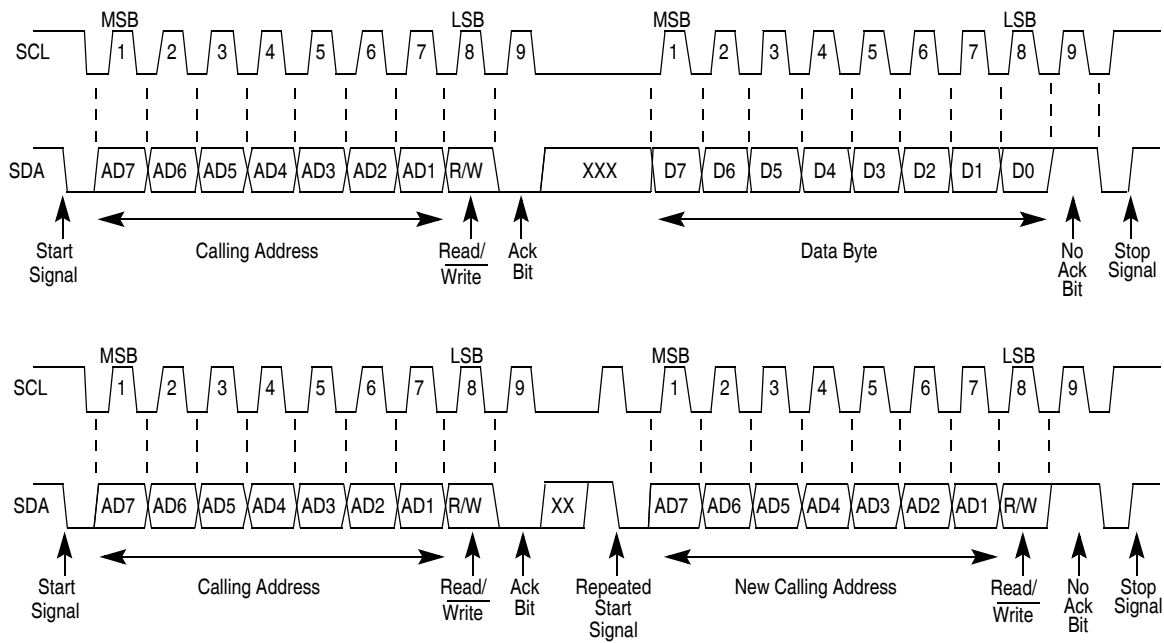 MSB LSB MSB LSB
SCL 1 2 3 4 5 6 7 8 9 1 2 3 4 5 6 7 8 9
SDA AD7 AD6 AD5 AD4 AD3 AD2 AD1 R/W XXX D7 D6 D5 D4 D3 D2 D1 D0
Start Calling Address Read/ Ack Data Byte No Stop
Signal Write Bit Ack Signal
Bit
MSB LSB MSB LSB
SCL 1 2 3 4 5 6 7 8 9 1 2 3 4 5 6 7 8 9
SDA AD7 AD6 AD5 AD4 AD3 AD2 AD1 R/W XX AD7 AD6 AD5 AD4 AD3 AD2 AD1 R/W
Start Calling Address Read/ Ack Repeated New Calling Address Read/ No Stop
Signal Write Bit Start Write Ack Signal
Signal Bit